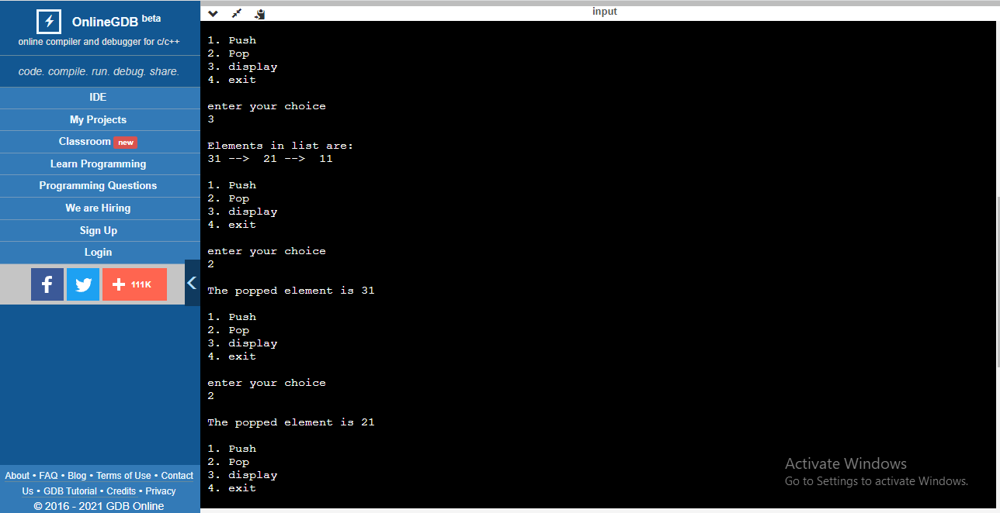 OnlineGDB beta
online compiler and debugger for c/c++
code. compile. run. debug. share.
IDE
My Projects
Classroom new
Learn Programming
Programming Questions
We are Hiring
Sign Up
Login
f
+ 111K
<
About • FAQ • Blog • Terms of Use • Contact
Us • GDB Tutorial • Credits • Privacy
© 2016 - 2021 GDB Online
input
1. Push
2. Pop
3. display
4. exit
enter your choice
3
Elements in list are:
31 -->  21 -->  11
1. Push
2. Pop
3. display
4. exit
enter your choice
2
The popped element is 31
1. Push
2. Pop
3. display
4. exit
enter your choice
2
The popped element is 21
1. Push
2. Pop
3. display
4. exit
Activate Windows
Go to Settings to activate Windows.